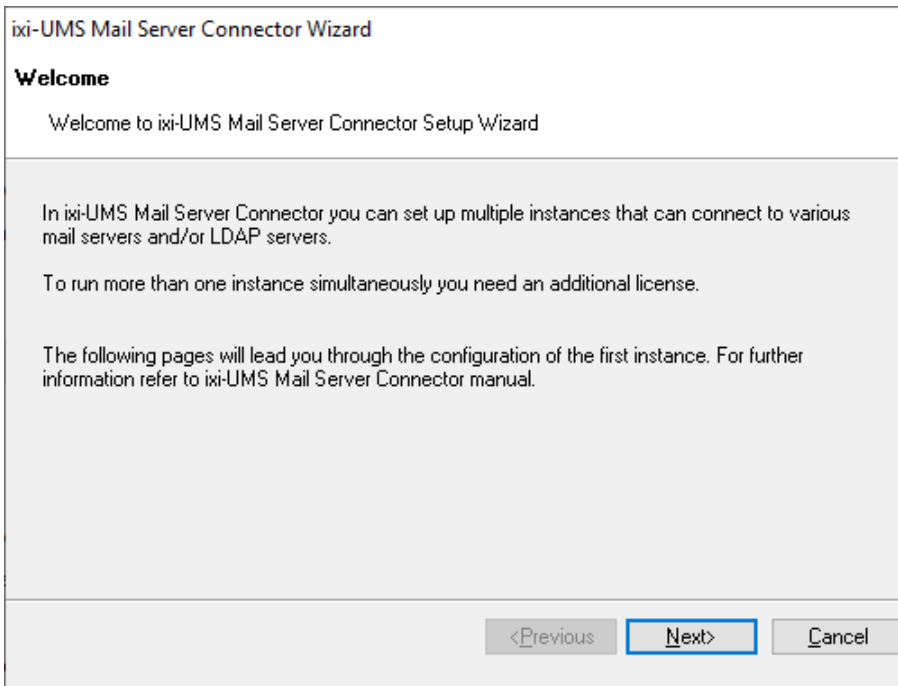 ixi-UMS Mail Server Connector Wizard
Welcome
Welcome to ixi-UMS Mail Server Connector Setup Wizard
In ixi-UMS Mail Server Connector you can set up multiple instances that can connect to various
mail servers and/or LDAP servers.
To run more than one instance simultaneously you need an additional license.
The following pages will lead you through the configuration of the first instance. For further
information refer to ixi-UMS Mail Server Connector manual.
<Previous Next> Cancel